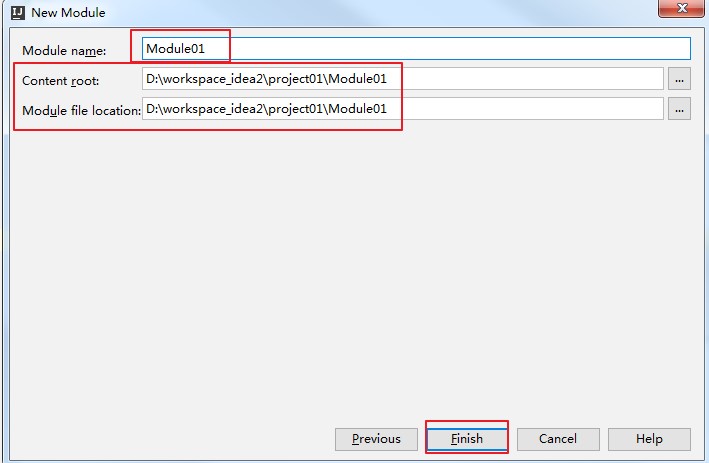 IJ New Module
Module name: Module01
Content root: D:\workspace_idea2\project01\Module01 ...
Module file location: D:\workspace_idea2\project01\Module01 ...
Previous Finish Cancel Help